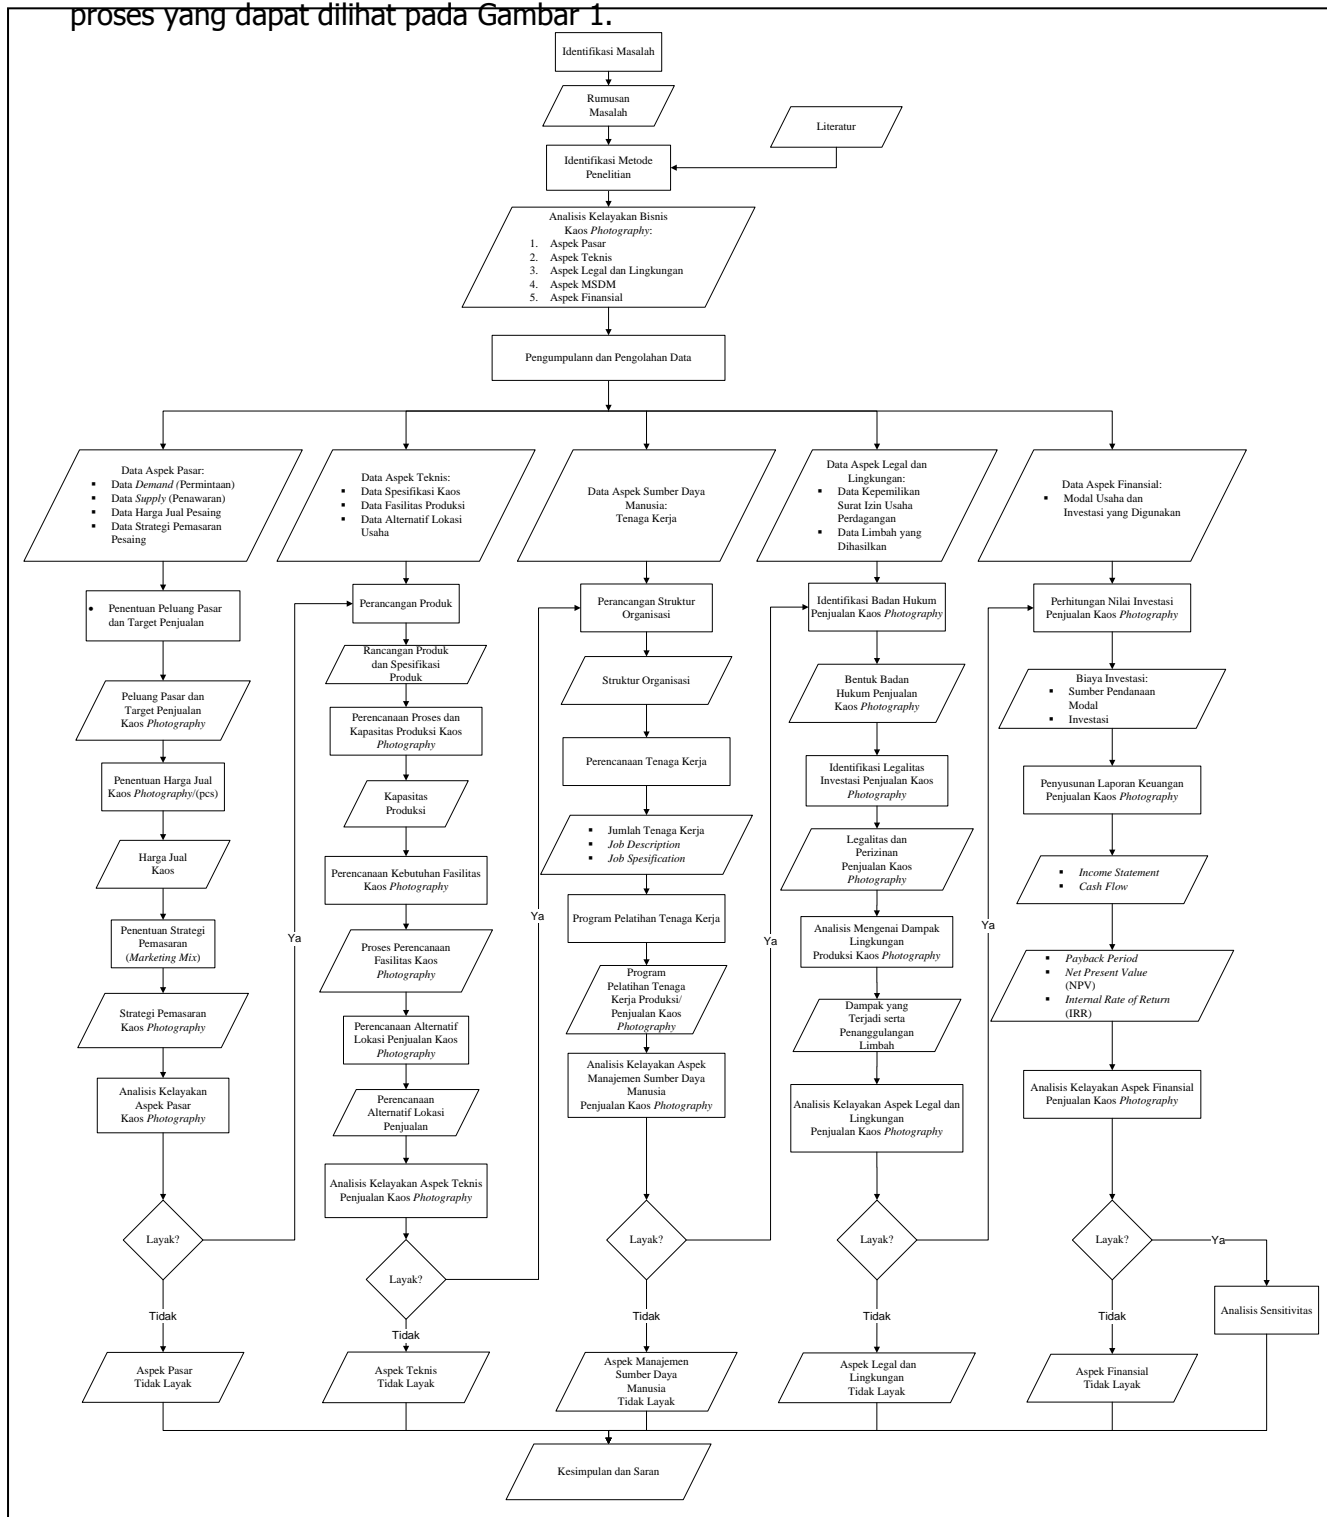 proses yang dapat dilihat pada Gambar 1.
Identifikasi Masalah
Rumusan
Masalah
Literatur
Identifikasi Metode
Penelitian
Analisis Kelayakan Bisnis
Kaos Photography:
1. Aspek Pasar
2. Aspek Teknis
3. Aspek Legal dan Lingkungan
4. Aspek MSDM
5. Aspek Finansial
Pengumpulann dan Pengolahan Data
Data Aspek Pasar:
▪ Data Demand (Permintaan)
▪ Data Supply (Penawaran)
▪ Data Harga Jual Pesaing
▪ Data Strategi Pemasaran
Pesaing
• Penentuan Peluang Pasar
dan Target Penjualan
Peluang Pasar dan
Target Penjualan
Kaos Photography
Penentuan Harga Jual
Kaos Photography/(pcs)
Harga Jual
Kaos
Penentuan Strategi
Pemasaran
(Marketing Mix)
Strategi Pemasaran
Kaos Photography
Analisis Kelayakan
Aspek Pasar
Kaos Photography
Layak?
Ya
Tidak
Aspek Pasar
Tidak Layak
Data Aspek Teknis:
▪ Data Spesifikasi Kaos
▪ Data Fasilitas Produksi
▪ Data Alternatif Lokasi
Usaha
Perancangan Produk
Rancangan Produk
dan Spesifikasi
Produk
Perencanaan Proses dan
Kapasitas Produksi Kaos
Photography
Kapasitas
Produksi
Perencanaan Kebutuhan Fasilitas
Kaos Photography
Proses Perencanaan
Fasilitas Kaos
Photography
Perencanaan Alternatif
Lokasi Penjualan Kaos
Photography
Perencanaan
Alternatif Lokasi
Penjualan
Analisis Kelayakan Aspek Teknis
Penjualan Kaos Photography
Layak?
Ya
Tidak
Aspek Teknis
Tidak Layak
Data Aspek Sumber Daya
Manusia:
Tenaga Kerja
Perancangan Struktur
Organisasi
Struktur Organisasi
Perencanaan Tenaga Kerja
▪ Jumlah Tenaga Kerja
▪ Job Description
▪ Job Spesification
Program Pelatihan Tenaga Kerja
Program
Pelatihan Tenaga
Kerja Produksi/
Penjualan Kaos
Photography
Analisis Kelayakan Aspek
Manajemen Sumber Daya
Manusia
Penjualan Kaos Photography
Layak?
Ya
Tidak
Aspek Manajemen
Sumber Daya
Manusia
Tidak Layak
Data Aspek Legal dan
Lingkungan:
▪ Data Kepemilikan
Surat Izin Usaha
Perdagangan
▪ Data Limbah yang
Dihasilkan
Identifikasi Badan Hukum
Penjualan Kaos Photography
Bentuk Badan
Hukum Penjualan
Kaos Photography
Identifikasi Legalitas
Investasi Penjualan Kaos
Photography
Legalitas dan
Perizinan
Penjualan Kaos
Photography
Analisis Mengenai Dampak
Lingkungan
Produksi Kaos Photography
Dampak yang
Terjadi serta
Penanggulangan
Limbah
Analisis Kelayakan Aspek Legal dan
Lingkungan
Penjualan Kaos Photography
Layak?
Ya
Tidak
Aspek Legal dan
Lingkungan
Tidak Layak
Data Aspek Finansial:
▪ Modal Usaha dan
Investasi yang Digunakan
Perhitungan Nilai Investasi
Penjualan Kaos Photography
Biaya Investasi:
▪ Sumber Pendanaan
Modal
▪ Investasi
Penyusunan Laporan Keuangan
Penjualan Kaos Photography
▪ Income Statement
▪ Cash Flow
▪ Payback Period
▪ Net Present Value
(NPV)
▪ Internal Rate of Return
(IRR)
Analisis Kelayakan Aspek Finansial
Penjualan Kaos Photography
Layak?
Ya
Analisis Sensitivitas
Tidak
Aspek Finansial
Tidak Layak
Kesimpulan dan Saran